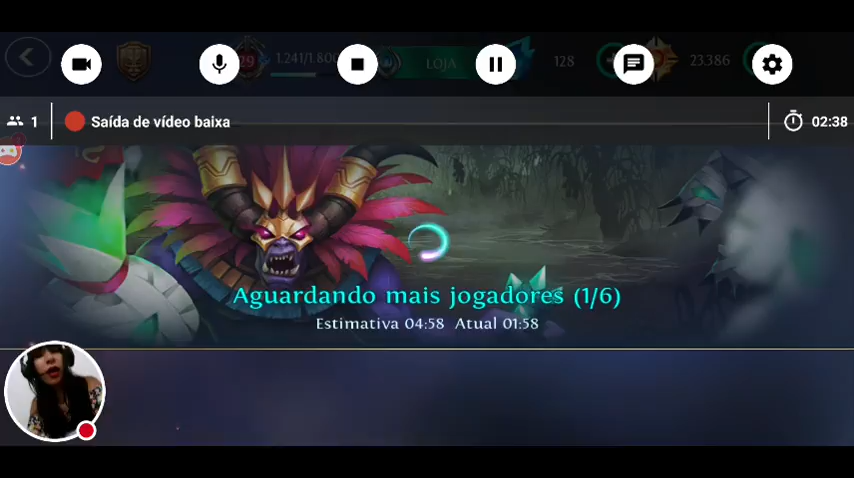 29 1.241/1.800 LOJA 128 23.386
1 Saída de vídeo baixa 02:38
Aguardando mais jogadores (1/6)
Estimativa 04:58 Atual 01:58